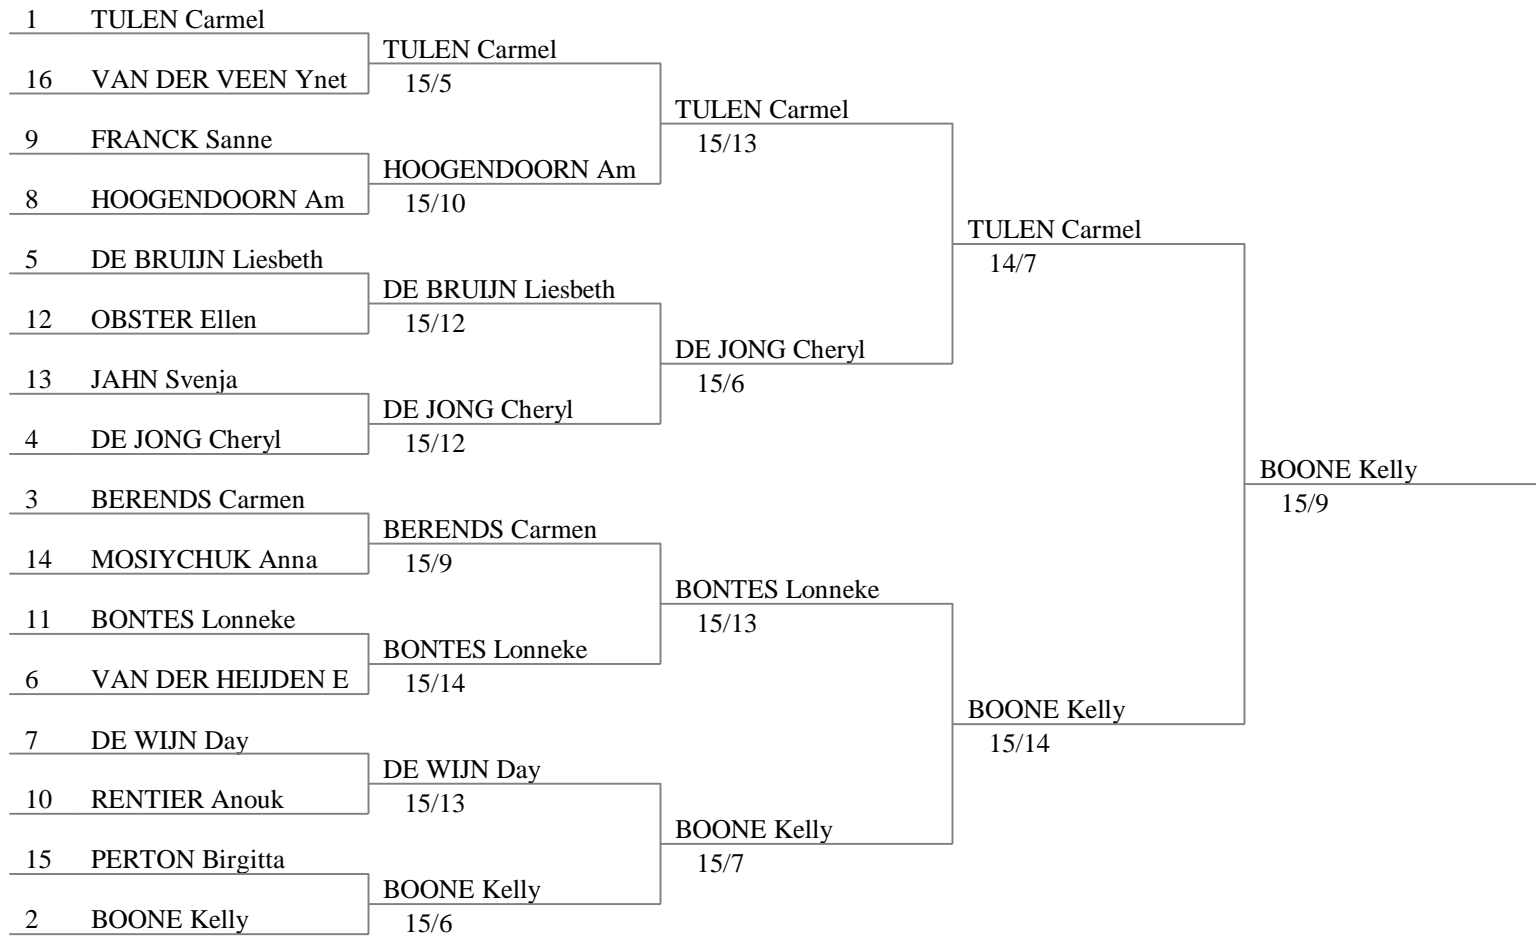 1 TULEN Carmel
16 VAN DER VEEN Ynet
9 FRANCK Sanne
8 HOOGENDOORN Am
5 DE BRUIJN Liesbeth
12 OBSTER Ellen
13 JAHN Svenja
4 DE JONG Cheryl
3 BERENDS Carmen
14 MOSIYCHUK Anna
11 BONTES Lonneke
6 VAN DER HEIJDEN E
7 DE WIJN Day
10 RENTIER Anouk
15 PERTON Birgitta
2 BOONE Kelly
TULEN Carmel
15/5
HOOGENDOORN Am
15/10
DE BRUIJN Liesbeth
15/12
DE JONG Cheryl
15/12
BERENDS Carmen
15/9
BONTES Lonneke
15/14
DE WIJN Day
15/13
BOONE Kelly
15/6
TULEN Carmel
15/13
DE JONG Cheryl
15/6
BONTES Lonneke
15/13
BOONE Kelly
15/7
TULEN Carmel
14/7
BOONE Kelly
15/14
BOONE Kelly
15/9